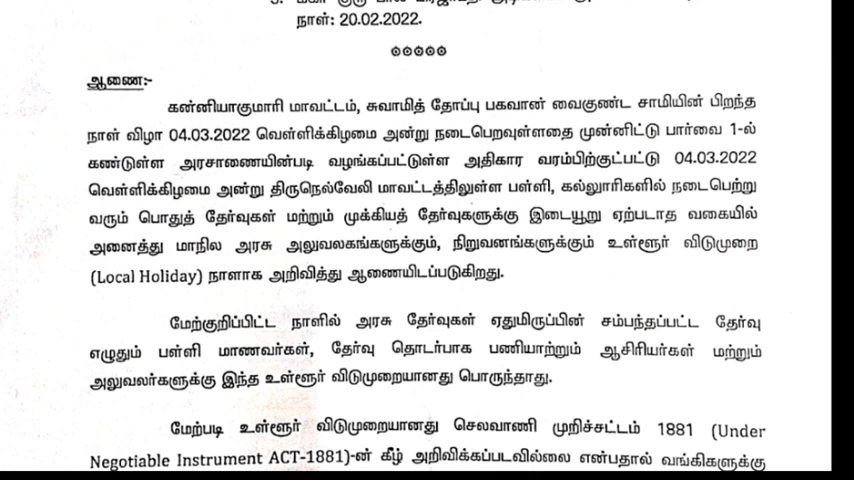 நாள்: 20.02.2022.
ஆணை:-
கன்னியாகுமாரி மாவட்டம், சுவாமித் தோப்பு பகவான் வைகுண்ட சாமியின் பிறந்த
நாள் விழா 04.03.2022 வெள்ளிக்கிழமை அன்று நடைபெறவுள்ளதை முன்னிட்டு பார்வை 1-ல்
கண்டுள்ள அரசாணையின்படி வழங்கப்பட்டுள்ள அதிகார வரம்பிற்குட்பட்டு 04.03.2022
வெள்ளிக்கிழமை அன்று திருநெல்வேலி மாவட்டத்திலுள்ள பள்ளி, கல்லூரிகளில் நடைபெற்று
வரும் பொதுத் தேர்வுகள் மற்றும் முக்கியத் தேர்வுகளுக்கு இடையூறு ஏற்படாத வகையில்
அனைத்து மாநில அரசு அலுவலகங்களுக்கும், நிறுவனங்களுக்கும் உள்ளூர் விடுமுறை
(Local Holiday) நாளாக அறிவித்து ஆணையிடப்படுகிறது.
மேற்குறிப்பிட்ட நாளில் அரசு தேர்வுகள் ஏதுமிருப்பின் சம்பந்தப்பட்ட தேர்வு
எழுதும் பள்ளி மாணவர்கள், தேர்வு தொடர்பாக பணியாற்றும் ஆசிரியர்கள் மற்றும்
அலுவலர்களுக்கு இந்த உள்ளூர் விடுமுறையானது பொருந்தாது.
மேற்படி உள்ளூர் விடுமுறையானது செலவாணி முறிச்சட்டம் 1881 (Under
Negotiable Instrument ACT-1881)-ன் கீழ் அறிவிக்கப்படவில்லை என்பதால் வங்கிகளுக்கு